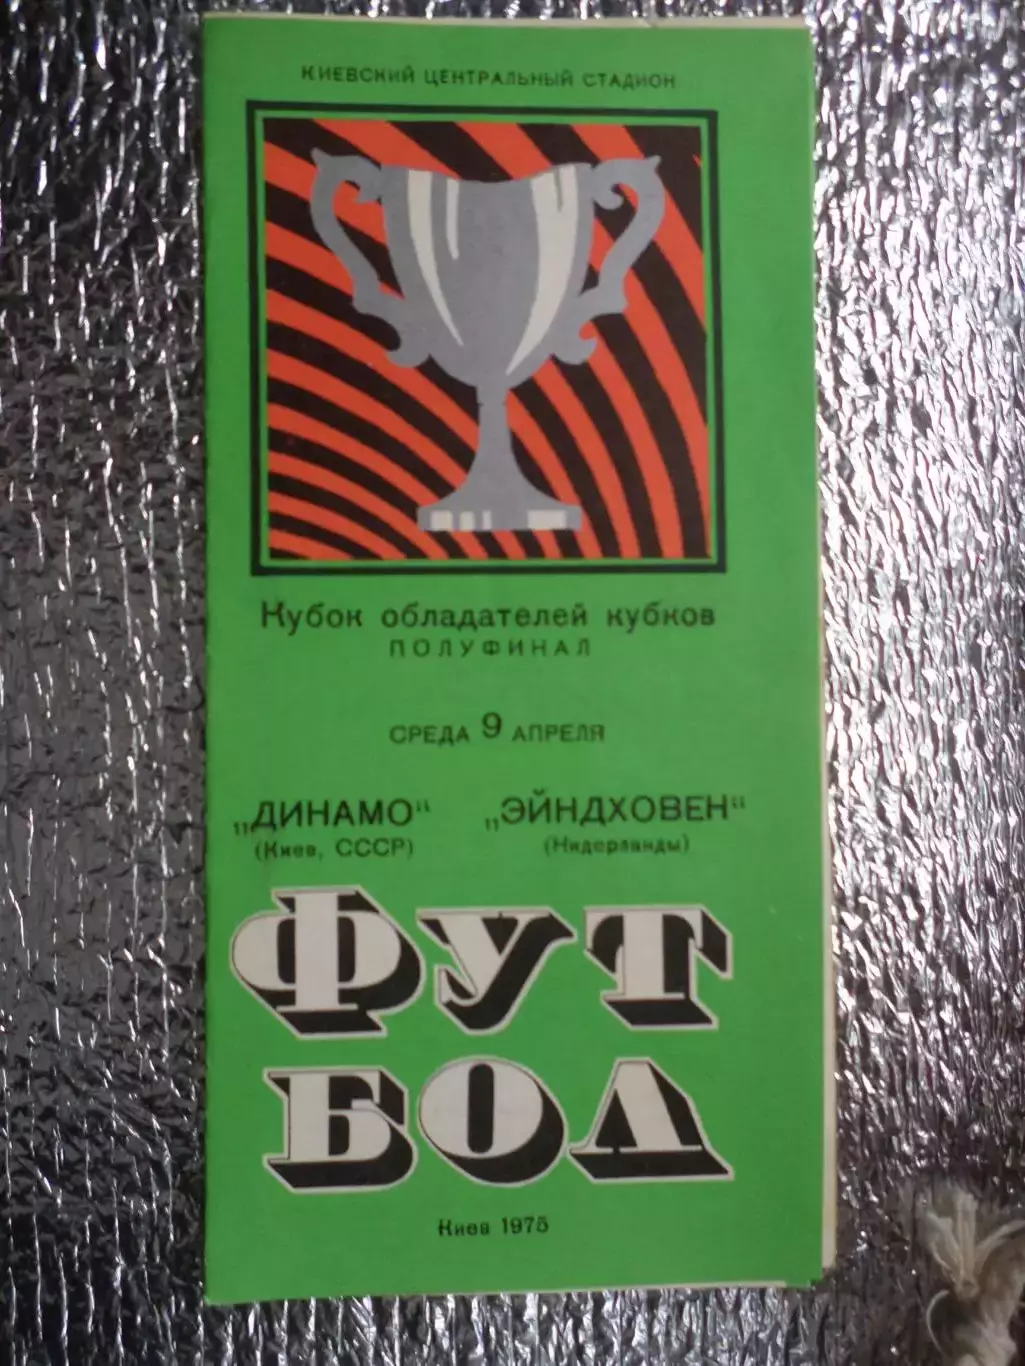 КИЕВСКИЙ ЦЕНТРАЛЬНЫЙ СТАДИОН
Кубок обладателей кубков
ПОЛУФИНАЛ
СРЕДА 9 АПРЕЛЯ
„ДИНАМО“ „ЭЙНДХОВЕН“
(Киев, СССР) (Нидерланды)
ФУТ
БОЛ
Киев 1975